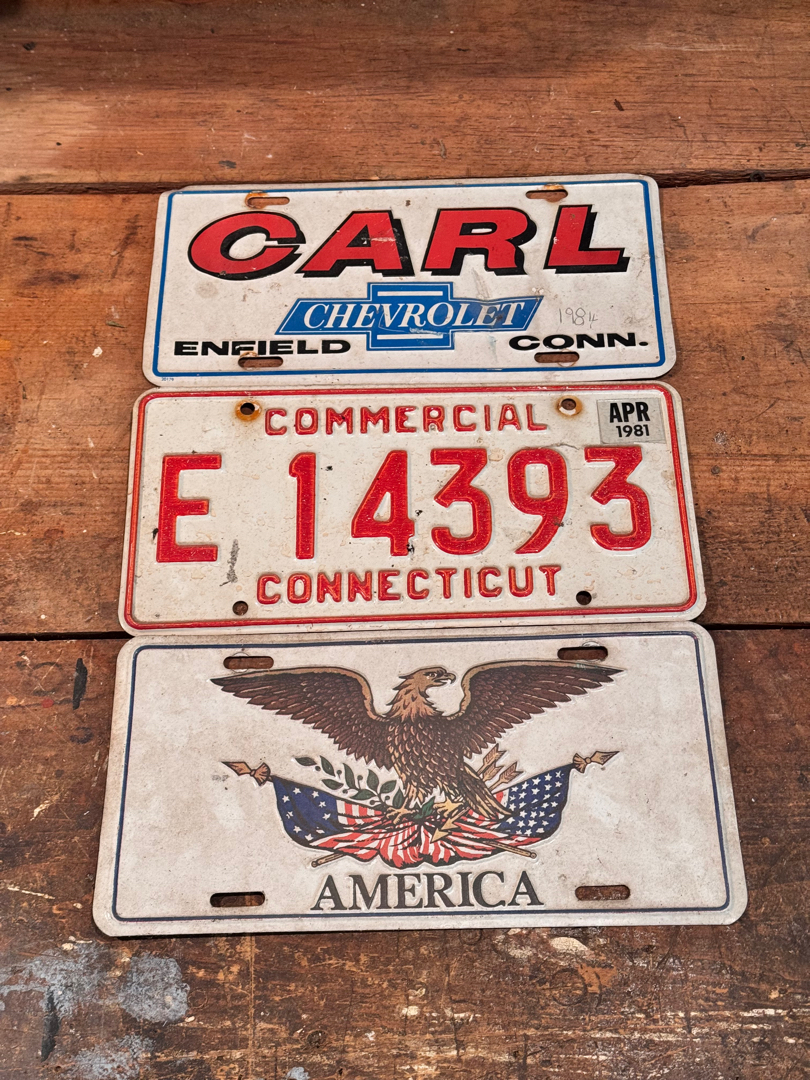 CARL
CHEVROLET
1984
ENFIELD CONN.
COMMERCIAL
APR
1981
E 14393
CONNECTICUT
AMERICA